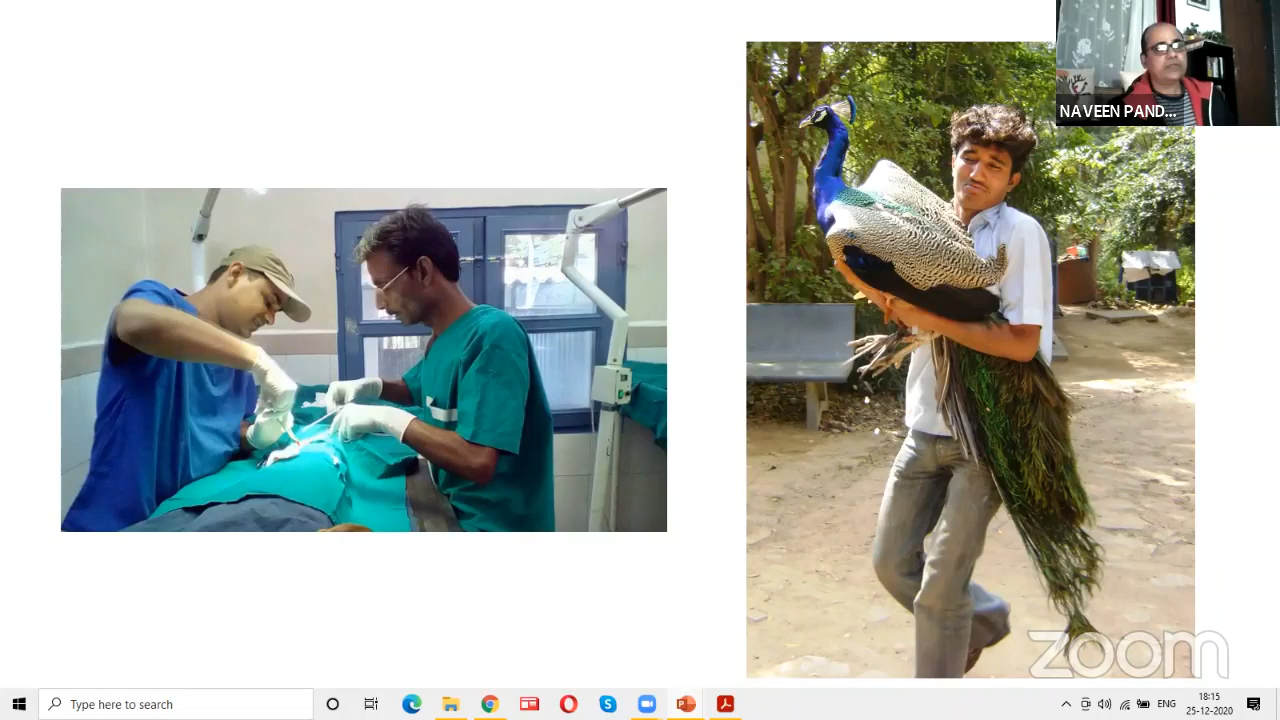 NAVEEN PAND...
zoom
Type here to search
ENG
18:15
25-12-2020